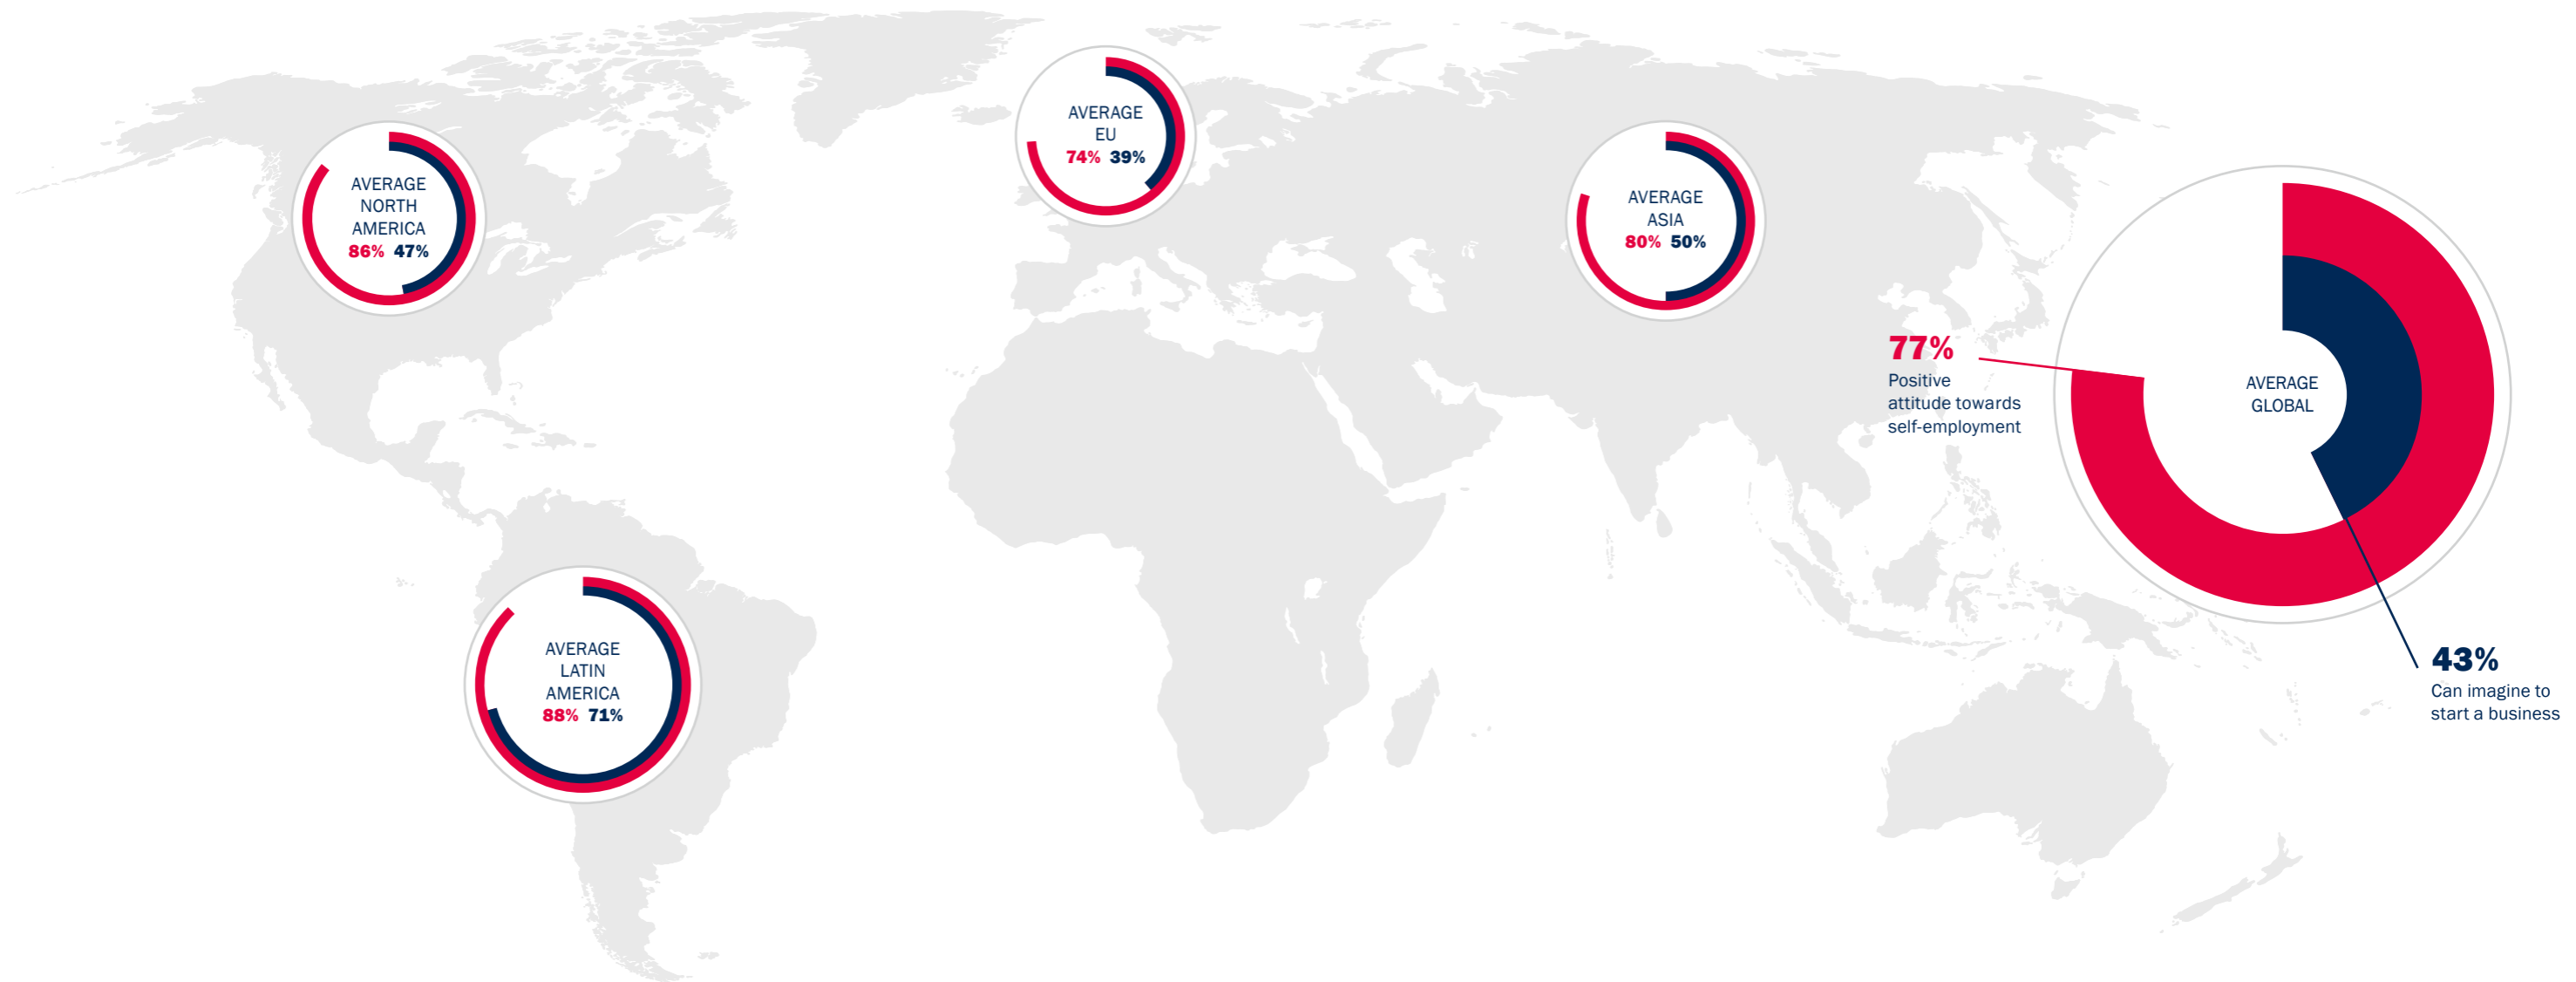 AVERAGE
NORTH
AMERICA
86% 47%
AVERAGE
EU
74% 39%
AVERAGE
ASIA
80% 50%
AVERAGE
LATIN
AMERICA
88% 71%
77%
Positive
attitude towards
self-employment
AVERAGE
GLOBAL
43%
Can imagine to
start a business